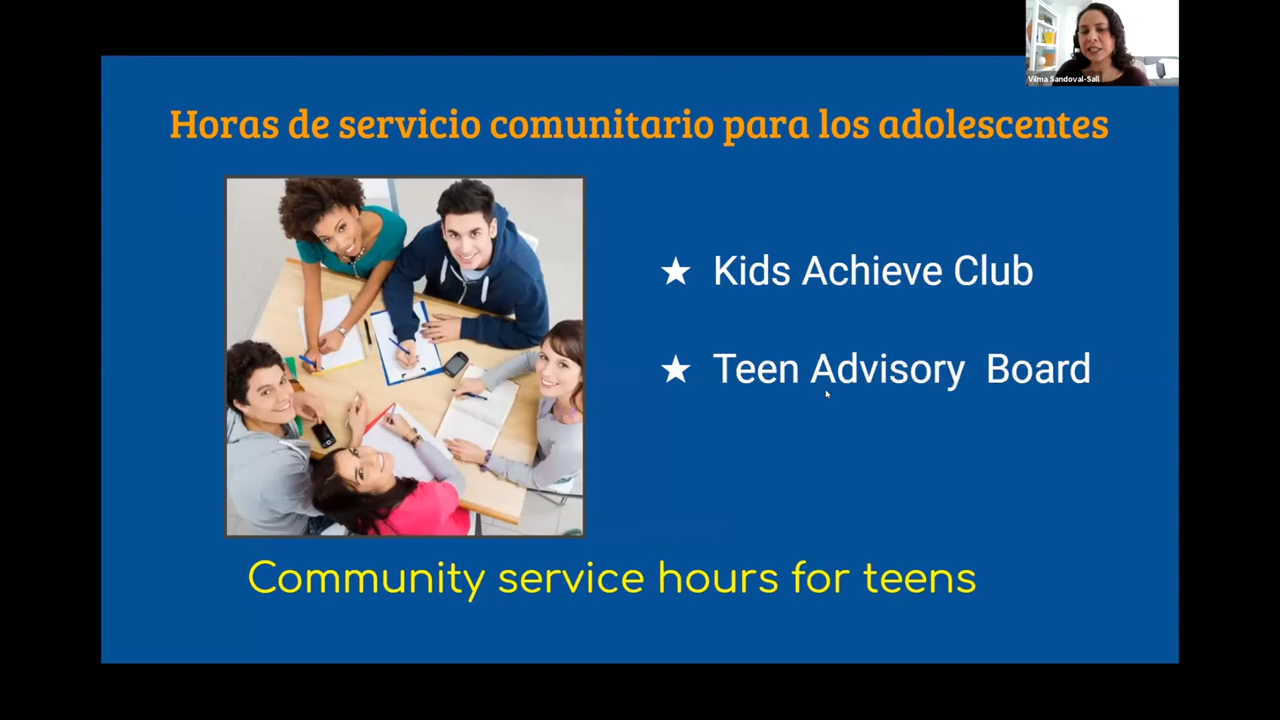 Vilma Sandoval-Sall
Horas de servicio comunitario para los adolescentes
★ Kids Achieve Club
★ Teen Advisory Board
Community service hours for teens